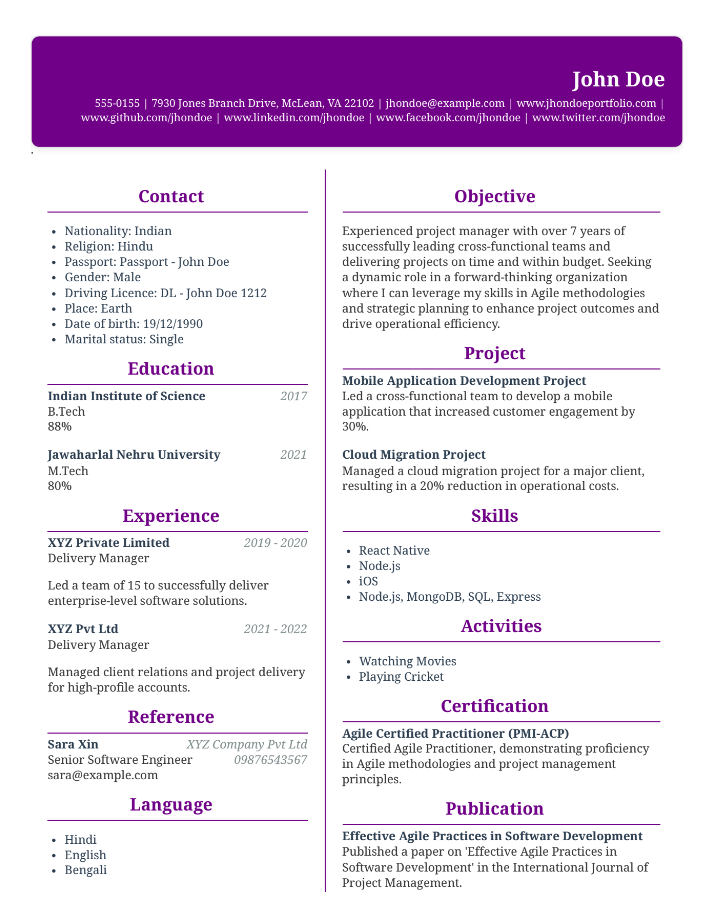 John Doe
555-0155 | 7930 Jones Branch Drive, McLean, VA 22102 | jhondoe@example.com | www.jhondoeportfolio.com |
www.github.com/jhondoe | www.linkedin.com/jhondoe | www.facebook.com/jhondoe | www.twitter.com/jhondoe
Contact
• Nationality: Indian
• Religion: Hindu
• Passport: Passport - John Doe
• Gender: Male
• Driving Licence: DL - John Doe 1212
• Place: Earth
• Date of birth: 19/12/1990
• Marital status: Single
Education
Indian Institute of Science 2017
B.Tech
88%
Jawaharlal Nehru University 2021
M.Tech
80%
Experience
XYZ Private Limited 2019 - 2020
Delivery Manager
Led a team of 15 to successfully deliver
enterprise-level software solutions.
XYZ Pvt Ltd 2021 - 2022
Delivery Manager
Managed client relations and project delivery
for high-profile accounts.
Reference
Sara Xin XYZ Company Pvt Ltd
Senior Software Engineer 09876543567
sara@example.com
Language
• Hindi
• English
• Bengali
Objective
Experienced project manager with over 7 years of
successfully leading cross-functional teams and
delivering projects on time and within budget. Seeking
a dynamic role in a forward-thinking organization
where I can leverage my skills in Agile methodologies
and strategic planning to enhance project outcomes and
drive operational efficiency.
Project
Mobile Application Development Project
Led a cross-functional team to develop a mobile
application that increased customer engagement by
30%.
Cloud Migration Project
Managed a cloud migration project for a major client,
resulting in a 20% reduction in operational costs.
Skills
• React Native
• Node.js
• iOS
• Node.js, MongoDB, SQL, Express
Activities
• Watching Movies
• Playing Cricket
Certification
Agile Certified Practitioner (PMI-ACP)
Certified Agile Practitioner, demonstrating proficiency
in Agile methodologies and project management
principles.
Publication
Effective Agile Practices in Software Development
Published a paper on 'Effective Agile Practices in
Software Development' in the International Journal of
Project Management.